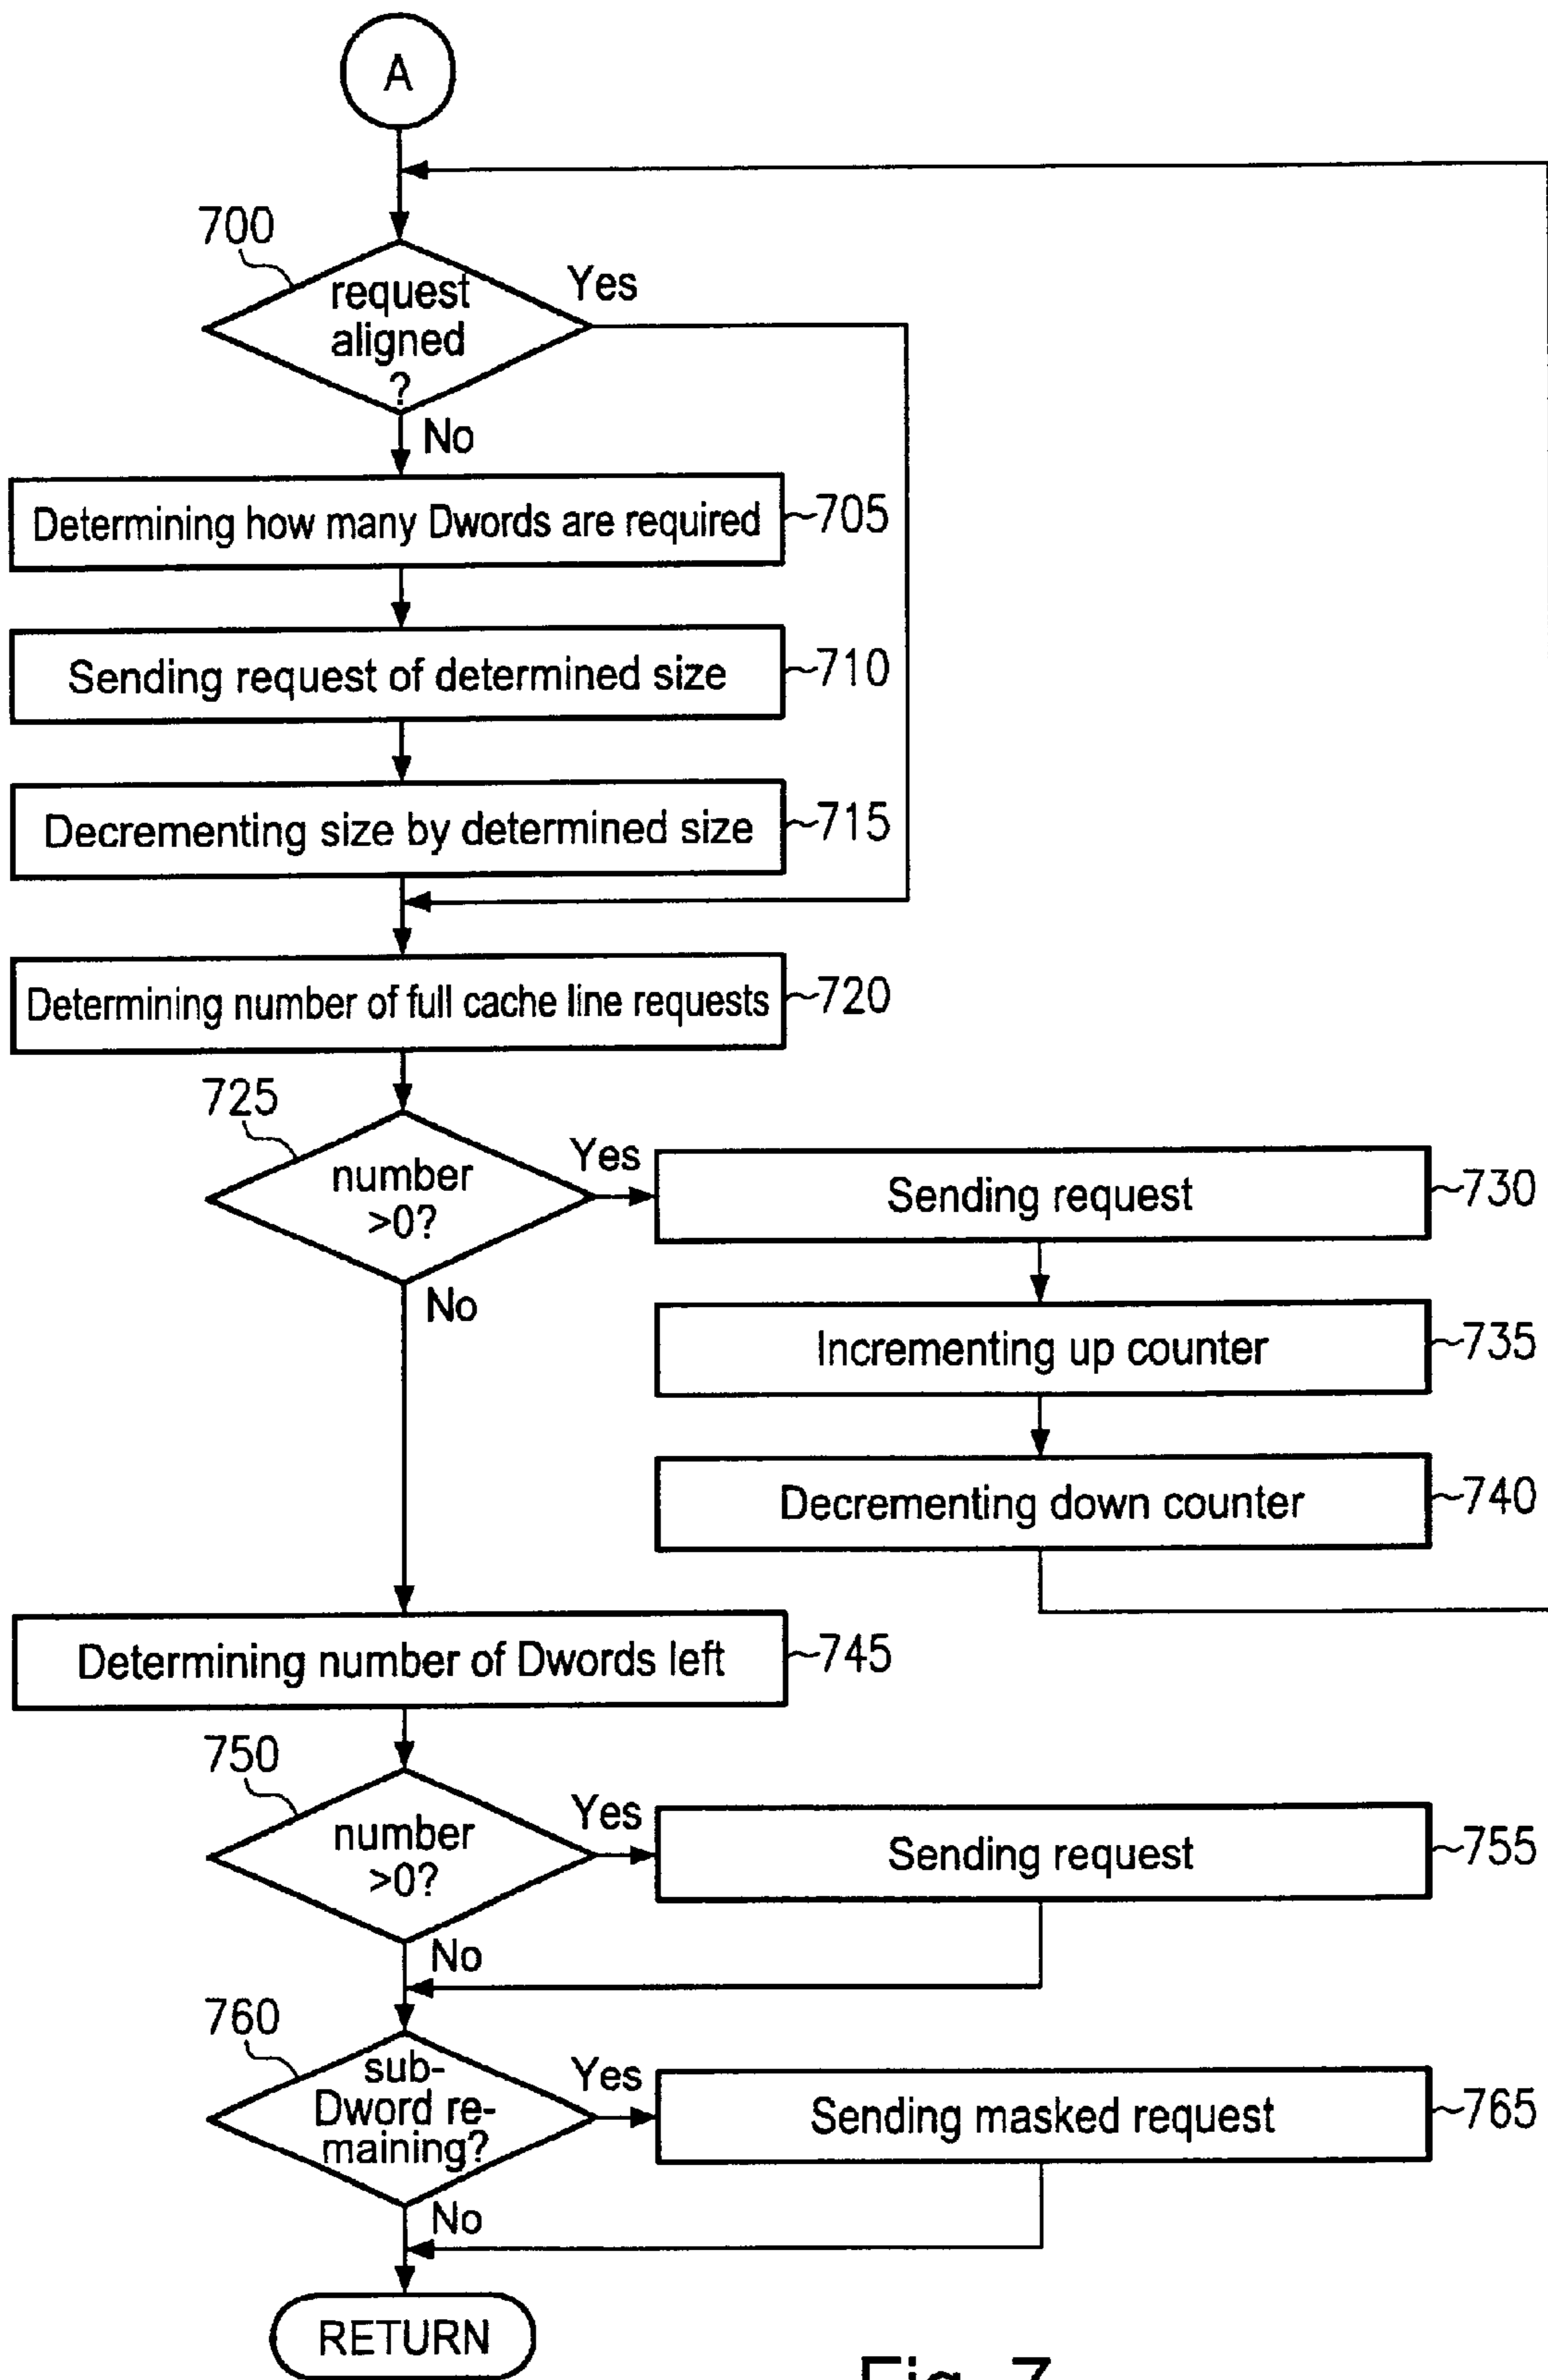 A
700
request
aligned
?
Yes
No
Determining how many Dwords are required
705
Sending request of determined size
710
Decrementing size by determined size
715
Determining number of full cache line requests
720
725
number
>0?
Yes
Sending request
730
No
Incrementing up counter
735
Decrementing down counter
740
Determining number of Dwords left
745
750
number
>0?
Yes
Sending request
755
No
760
sub-
Dword re-
maining?
Yes
Sending masked request
765
No
RETURN
Fig. 7